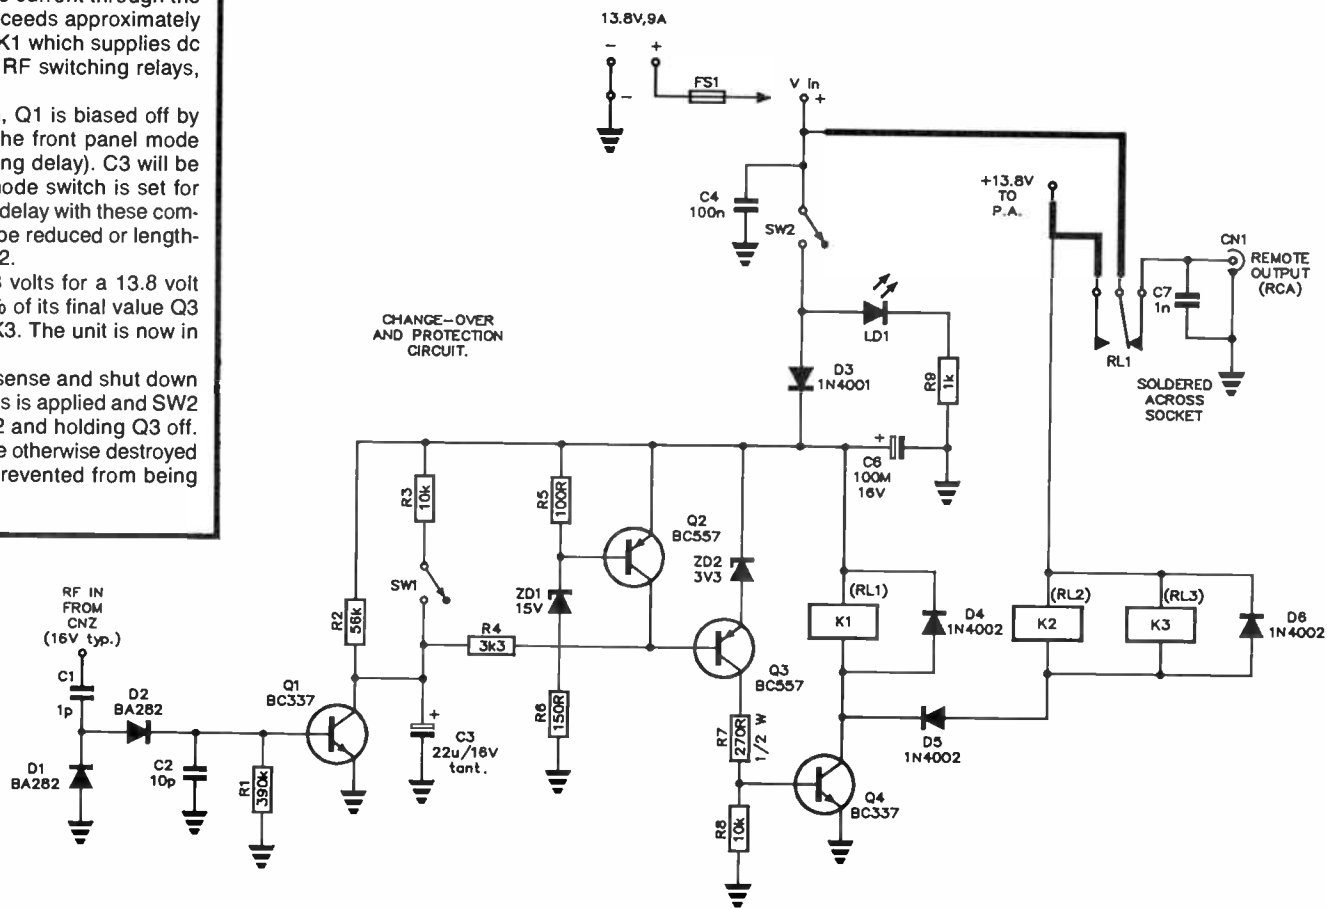 current through the
ceeds approximately
K1 which supplies dc
RF switching relays,
, Q1 is biased off by
he front panel mode
ng delay). C3 will be
node switch is set for
delay with these com-
be reduced or length-
2.
volts for a 13.8 volt
% of its final value Q3
K3. The unit is now in
sense and shut down
s is applied and SW2
2 and holding Q3 off.
e otherwise destroyed
revented from being
13.8V,9A
- +
FS1
-
V in
+
C4
100n
SW2
+13.8V
TO
P.A.
CN1
REMOTE
OUTPUT
(RCA)
C7
1n
RL1
SOLDERED
ACROSS
SOCKET
CHANGE-OVER
AND PROTECTION
CIRCUIT.
LD1
D3
1N4001
R9
1k
+
C6
100M
16V
R3
10k
R5
100R
Q2
BC557
ZD2
3V3
SW1
ZD1
15V
R2
56k
R4
3k3
Q3
BC557
(RL1)
K1
D4
1N4002
(RL2)
K2
(RL3)
K3
D6
1N4002
RF IN
FROM
CNZ
(16V typ.)
C1
1p
D2
BA282
Q1
BC337
D1
BA282
C2
10p
R1
390k
+
C3
22u/16V
tant.
R6
150R
R7
270R
1/2 W
D5
1N4002
Q4
BC337
R8
10k